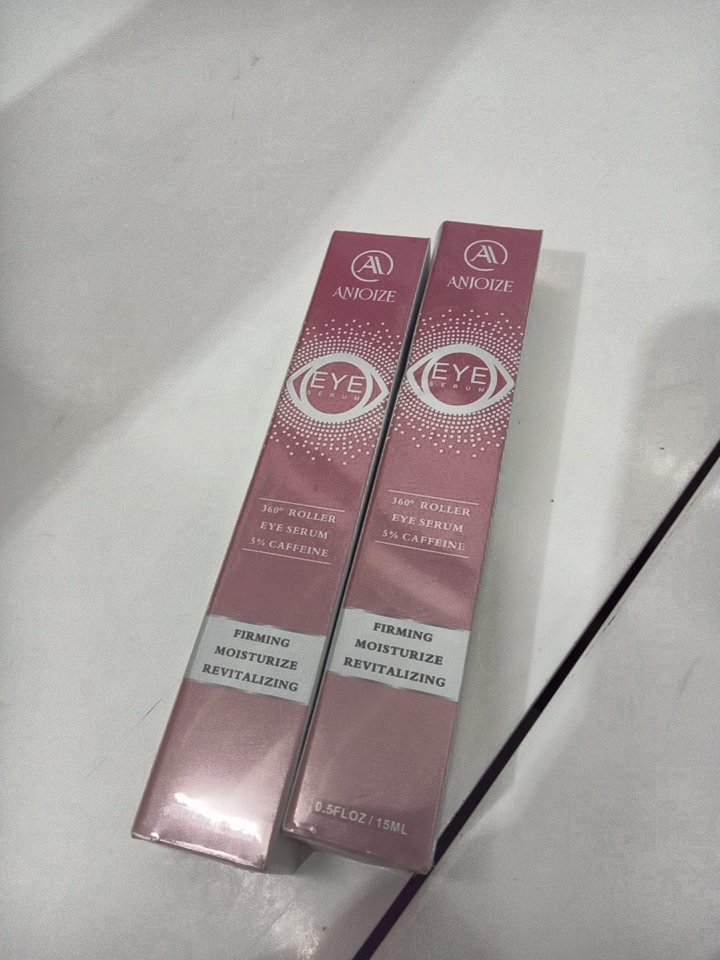 ANJOIZE
EYE
SERUM
360° ROLLER
EYE SERUM
5% CAFFEINE
FIRMING
MOISTURIZE
REVITALIZING
ANJOIZE
EYE
SERUM
360° ROLLER
EYE SERUM
5% CAFFEINE
FIRMING
MOISTURIZE
REVITALIZING
0.5FLOZ / 15ML